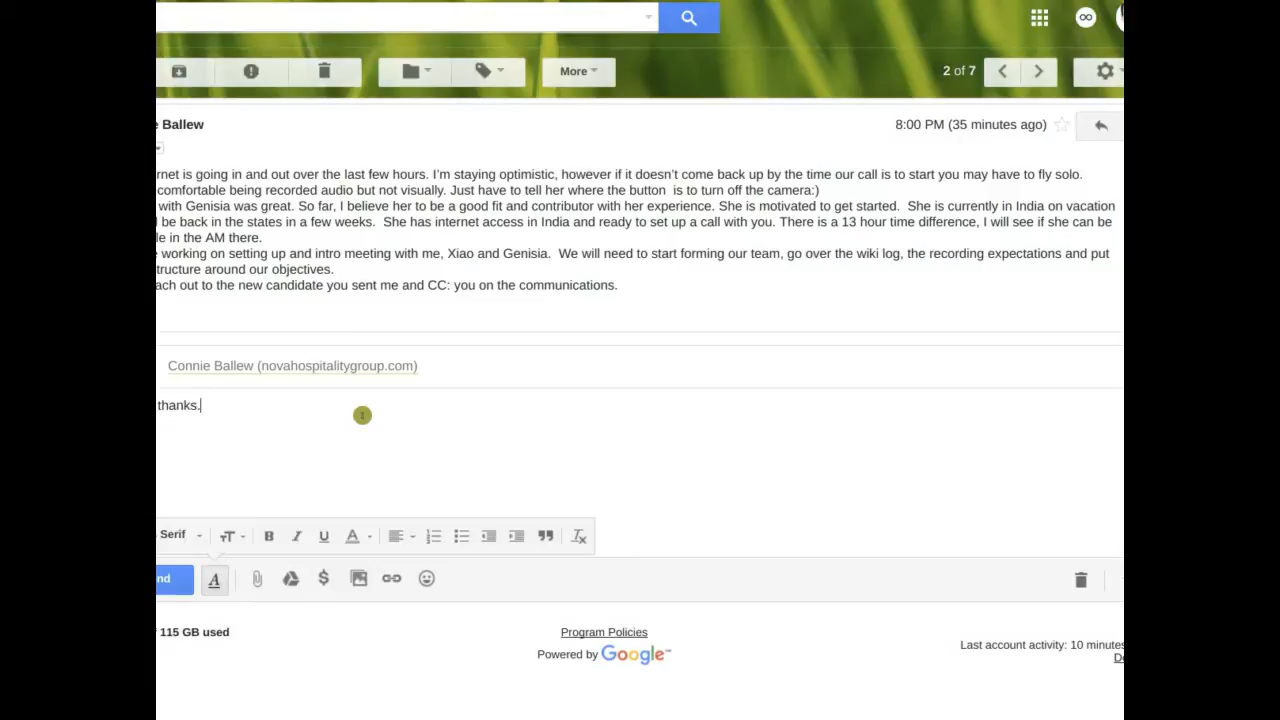 More
2 of 7
Ballew
8:00 PM (35 minutes ago)
is going in and out over the last few hours. I'm staying optimistic, however if it doesn't come back up by the time our call is to start you may have to fly solo.
comfortable being recorded audio but not visually. Just have to tell her where the button is to turn off the camera:)
with Genisia was great. So far, I believe her to be a good fit and contributor with her experience. She is motivated to get started. She is currently in India on vacation
be back in the states in a few weeks. She has internet access in India and ready to set up a call with you. There is a 13 hour time difference, I will see if she can be
in the AM there.
working on setting up and intro meeting with me, Xiao and Genisia. We will need to start forming our team, go over the wiki log, the recording expectations and put
tructure around our objectives.
ach out to the new candidate you sent me and CC: you on the communications.
Connie Ballew (novahospitalitygroup.com)
thanks.
Serif
nd
115 GB used
Program Policies
Powered by Google™
Last account activity: 10 minutes